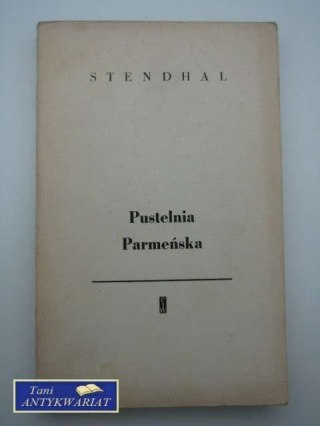 STENDHAL
Pustelnia
Parmeńska
Tani
ANTYKWARIAT